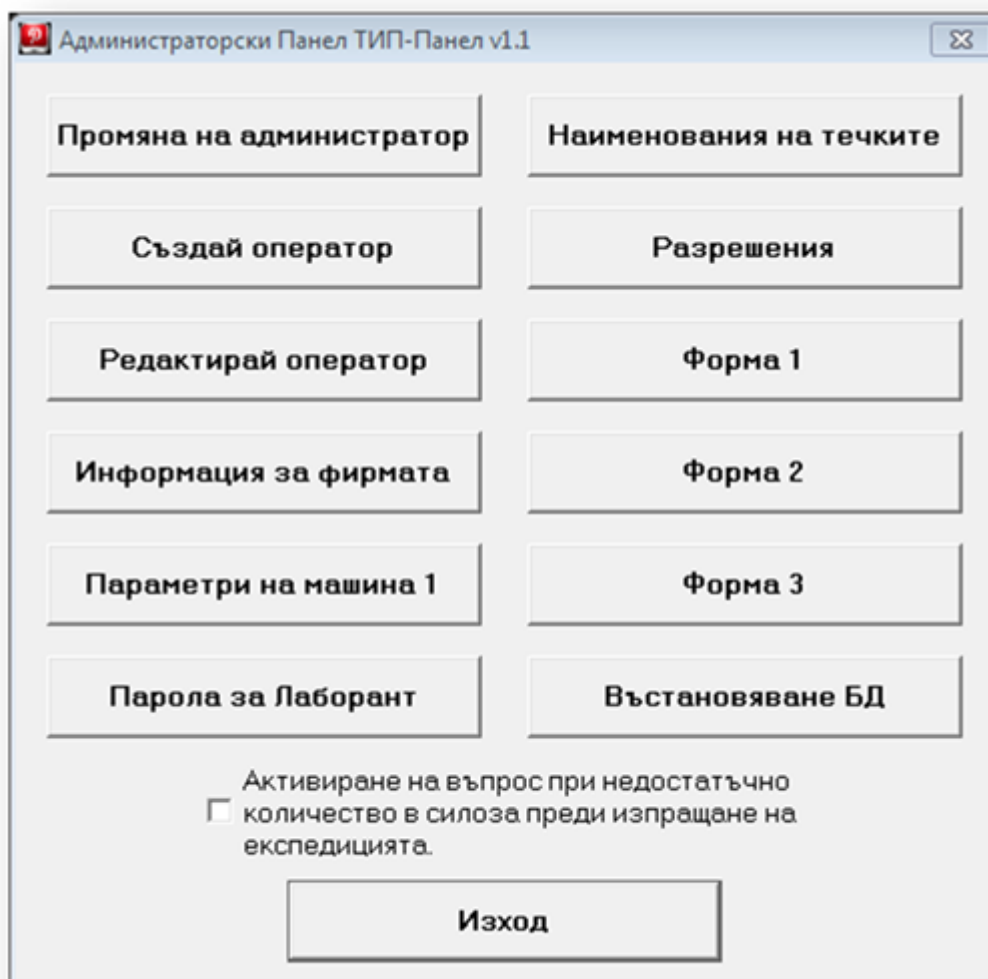 Администраторски Панел ТИП-Панел v1.1
Промяна на администратор
Наименования на течките
Създай оператор
Разрешения
Редактирай оператор
Форма 1
Информация за фирмата
Форма 2
Параметри на машина 1
Форма 3
Парола за Лаборант
Въстановяване БД
Активиране на въпрос при недостатъчно
количество в силоза преди изпращане на
експедицията.
Изход